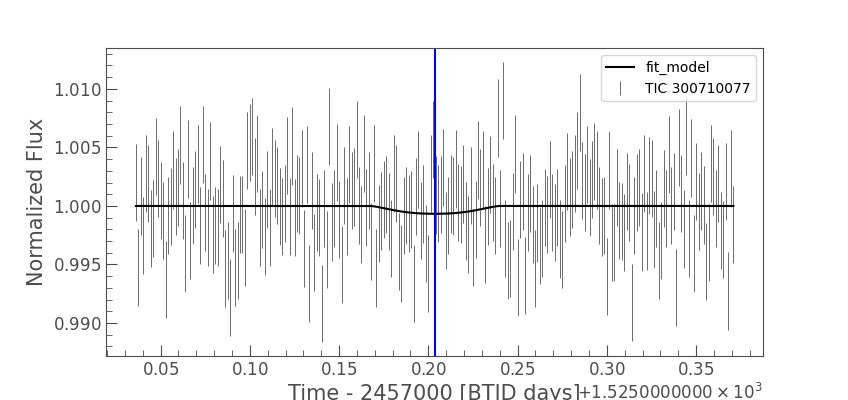 fit_model
TIC 300710077
Normalized Flux
1.010
1.005
1.000
0.995
0.990
0.05
0.10
0.15
0.20
0.25
0.30
0.35
Time - 2457000 [BTJD days]
+1.5250000000 × 10³